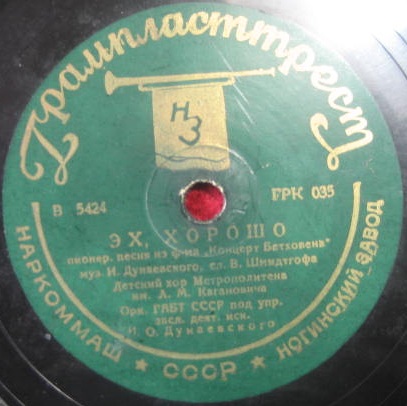 Грампласттрест
НЗ
В 5424
ГРК 035
ЭХ, ХОРОШО
пионер. песня из ф-ма „Концерт Бетховена"
муз. И. Дунаевского, сл. В. Шмидтгофа
Детский хор Метрополитена
им. Л. М. Кагановича
Орк. ГАБТ СССР под упр.
засл. деят. иск.
И. О. Дунаевского
НАРКОММАШ ★ СССР ★ НОГИНСКИЙ ЗАВОД